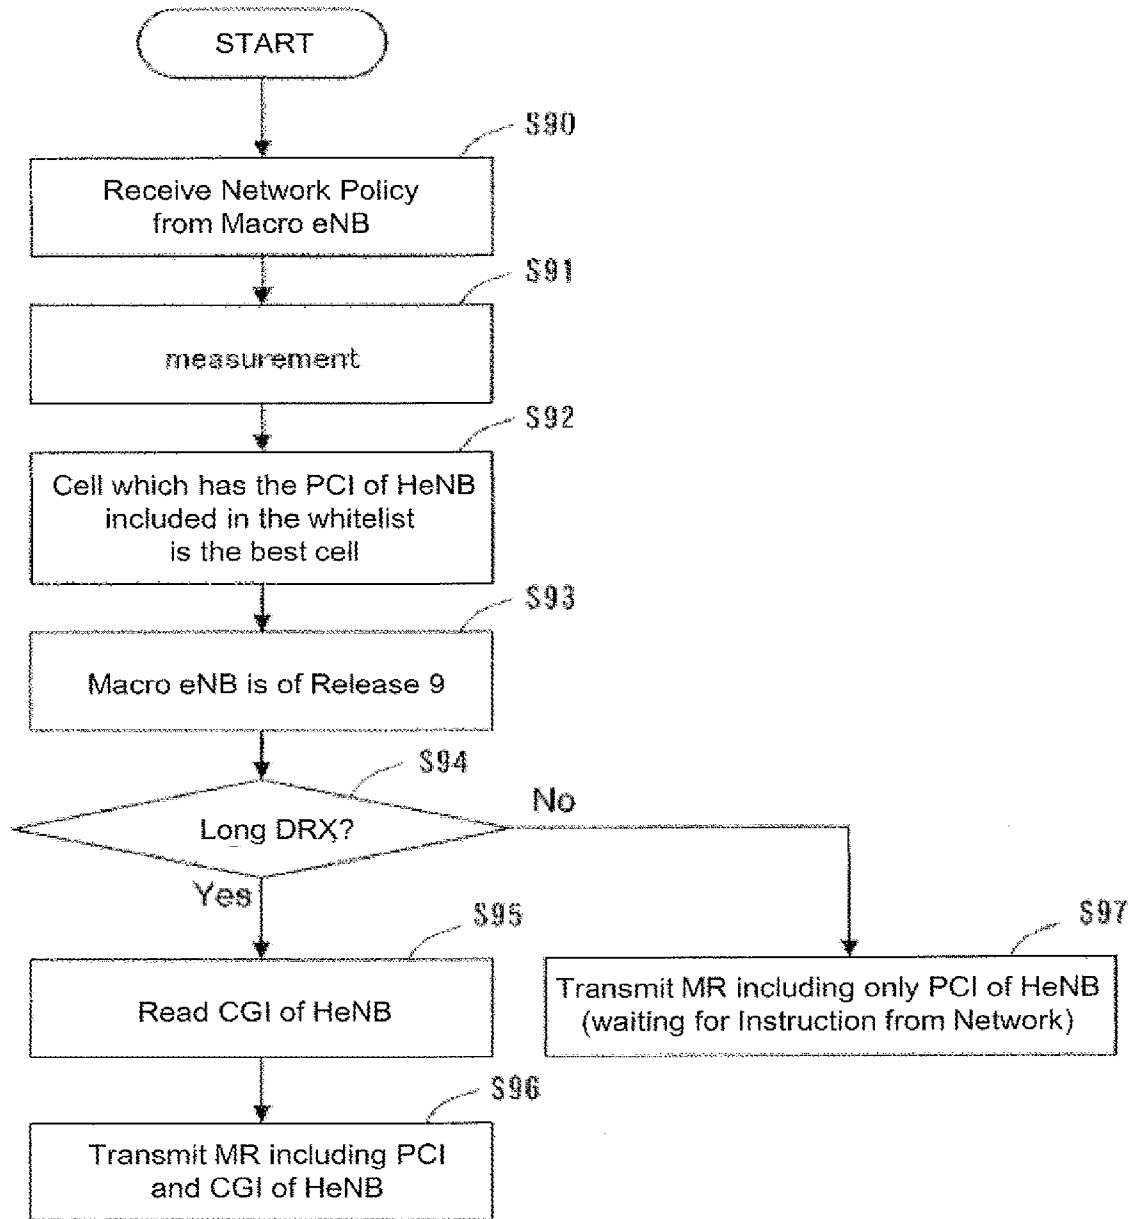 START
S90
Receive Network Policy
from Macro eNB
S91
measurement
S92
Cell which has the PCI of HeNB
included in the whitelist
is the best cell
S93
Macro eNB is of Release 9
S94
Long DRX?
No
Yes
S95
Read CGI of HeNB
S97
Transmit MR including only PCI of HeNB
(waiting for Instruction from Network)
S96
Transmit MR including PCI
and CGI of HeNB